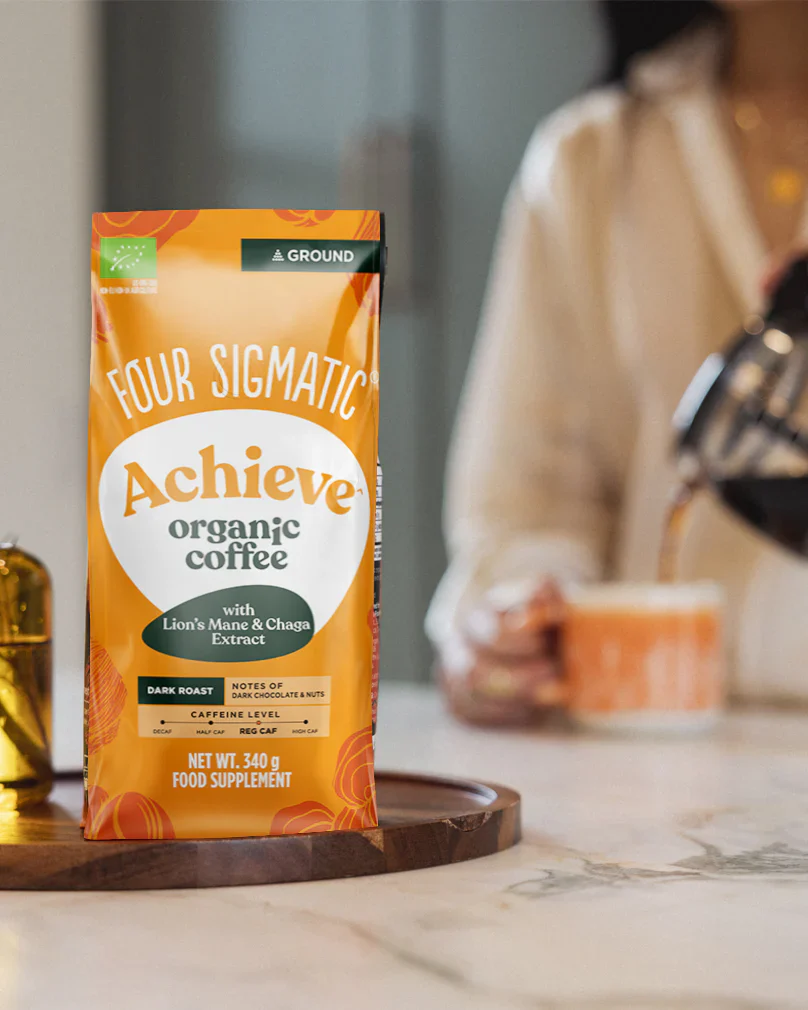 GROUND
FOUR SIGMATIC®
Achieve
organic
coffee
with
Lion's Mane & Chaga
Extract
DARK ROAST
NOTES OF
DARK CHOCOLATE & NUTS
CAFFEINE LEVEL
DECAF HALF CAF REG CAF HIGH CAF
NET WT. 340 g
FOOD SUPPLEMENT